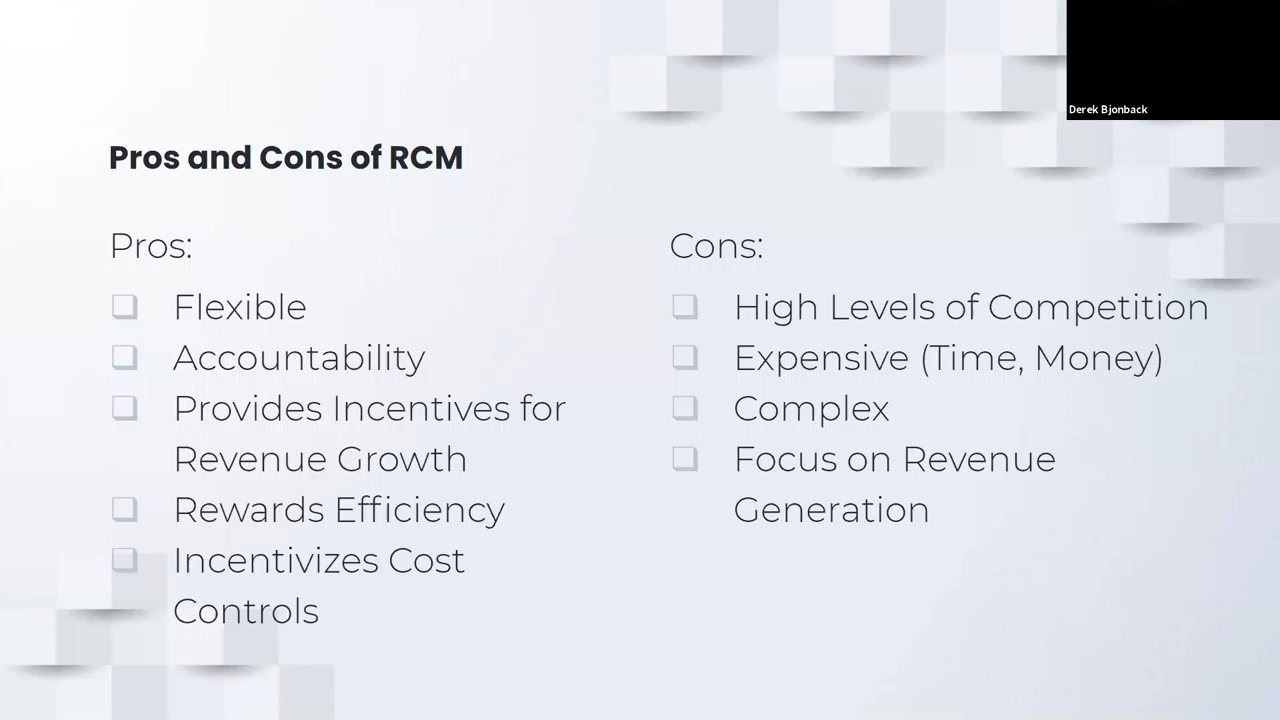 Derek Bjonback
Pros and Cons of RCM
Pros:
Flexible
Accountability
Provides Incentives for
Revenue Growth
Rewards Efficiency
Incentivizes Cost
Controls
Cons:
High Levels of Competition
Expensive (Time, Money)
Complex
Focus on Revenue
Generation